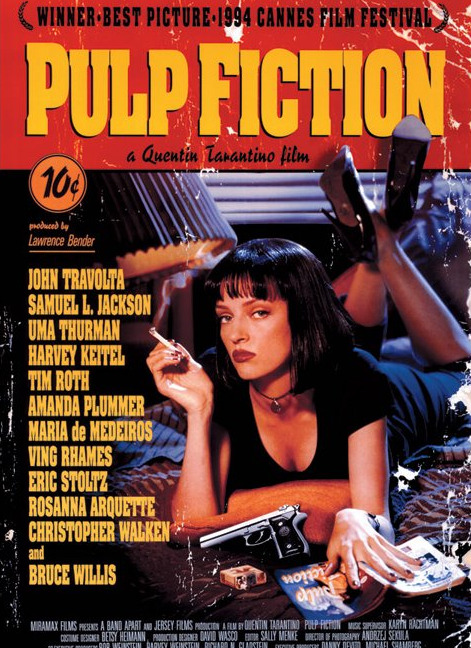 WINNER·BEST PICTURE·1994 CANNES FILM FESTIVAL
PULP FICTION
a Quentin Tarantino film
10¢
produced by
Lawrence Bender
JOHN TRAVOLTA
SAMUEL L. JACKSON
UMA THURMAN
HARVEY KEITEL
TIM ROTH
AMANDA PLUMMER
MARIA de MEDEIROS
VING RHAMES
ERIC STOLTZ
ROSANNA ARQUETTE
CHRISTOPHER WALKEN
and
BRUCE WILLIS
pulp
fiction
MIRAMAX FILMS PRESENTS A BAND APART AND JERSEY FILMS PRODUCTION A FILM BY QUENTIN TARANTINO PULP FICTION MUSIC SUPERVISOR KARYN RACHTMAN
COSTUME DESIGNER BETSY HEIMANN PRODUCTION DESIGNER DAVID WASCO EDITOR SALLY MENKE DIRECTOR OF PHOTOGRAPHY ANDRZEJ SEKULA